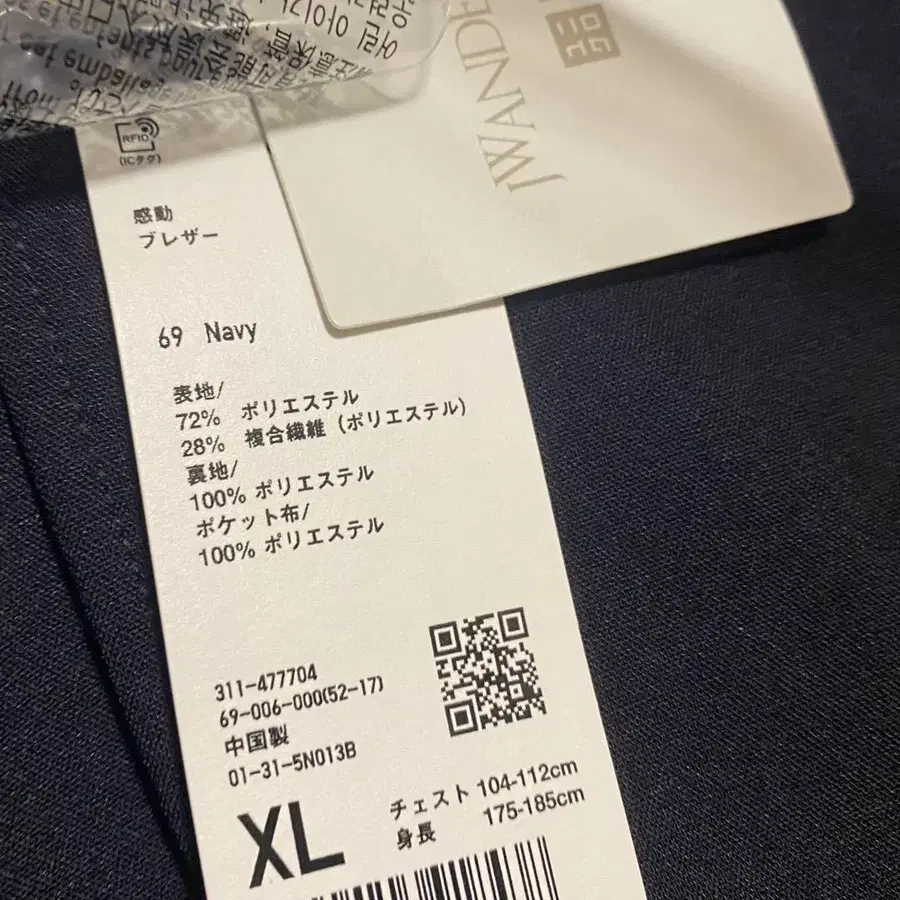 JWANDE
RFID
(ICタグ)
感動
ブレザー
69 Navy
表地/
72% ポリエステル
28% 複合繊維 (ポリエステル)
裏地/
100% ポリエステル
ポケット布/
100% ポリエステル
311-477704
69-006-000(52-17)
中国製
01-31-5N013B
XL
チェスト 104-112cm
身長 175-185cm